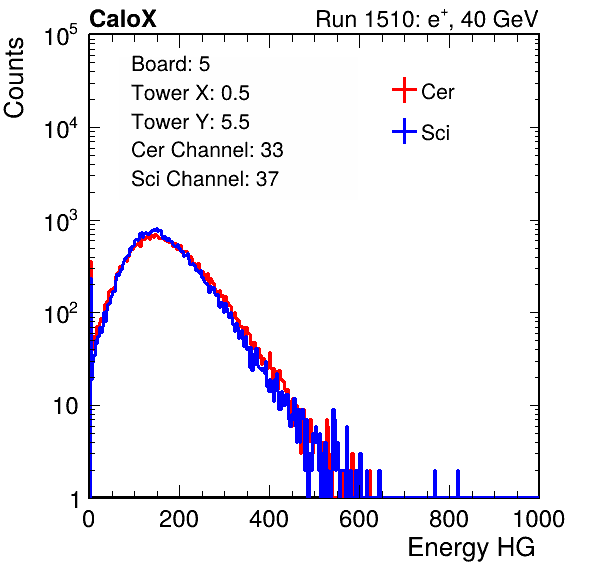 CaloX Run 1510: e⁺, 40 GeV
Board: 5
Tower X: 0.5
Tower Y: 5.5
Cer Channel: 33
Sci Channel: 37
Cer
Sci
Counts
10⁵
10⁴
10³
10²
10
1
0 200 400 600 800 1000
Energy HG